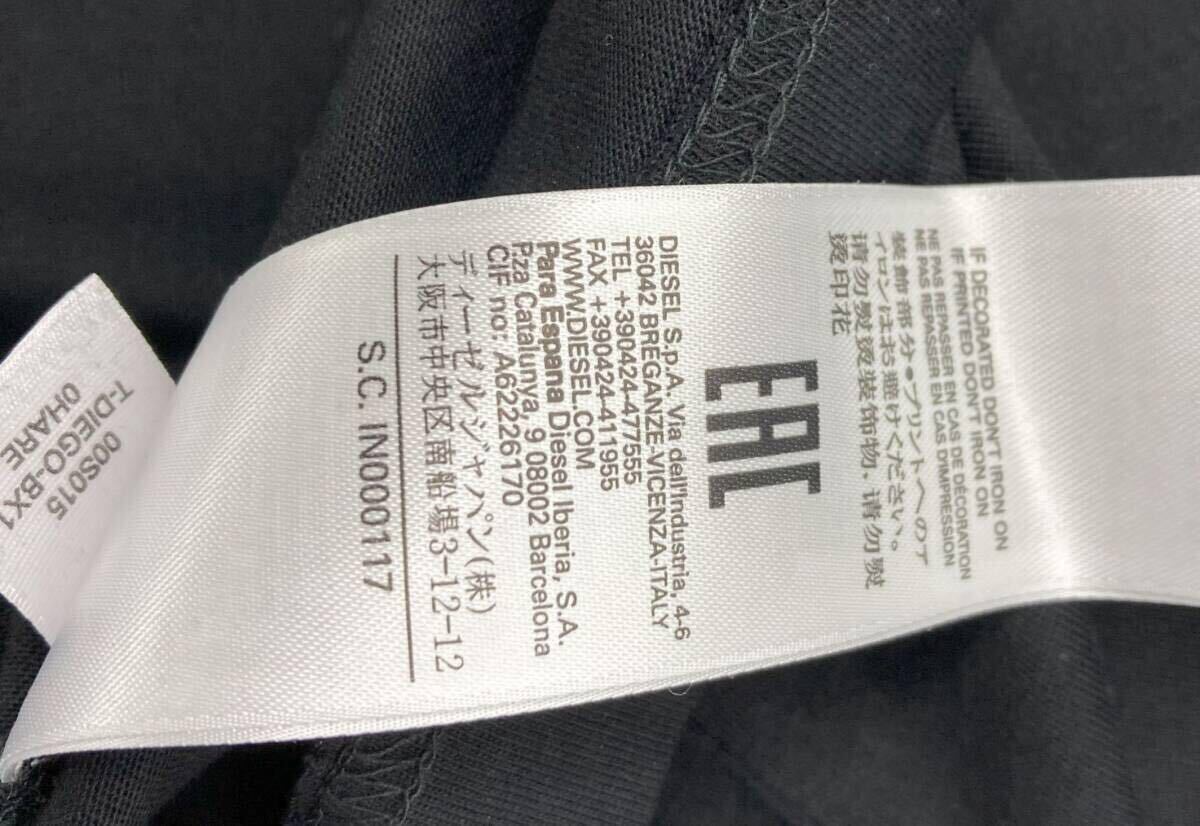 IF DECORATED DON'T IRON ON
IF PRINTED DON'T IRON ON
NE PAS REPASSER EN CAS DE DÉCORATION
NE PAS REPASSER EN CAS D'IMPRESSION
装飾部分●プリントへのア
イロンはお避けください。
请勿熨烫装饰物.请勿熨
烫印花
EAC
DIESEL S.p.A. Via dell'Industria, 4-6
36042 BREGANZE-VICENZA-ITALY
TEL +390424-477555
FAX +390424-411955
WWW.DIESEL.COM
Para Espana Diesel Iberia, S.A.
Pza Catalunya, 9 08002 Barcelona
CIF no: A62226170
ディーゼルジャパン(株)
大阪市中央区南船場3-12-12
S.C. IN000117
00S015
T-DIEGO-BX1
0HARE